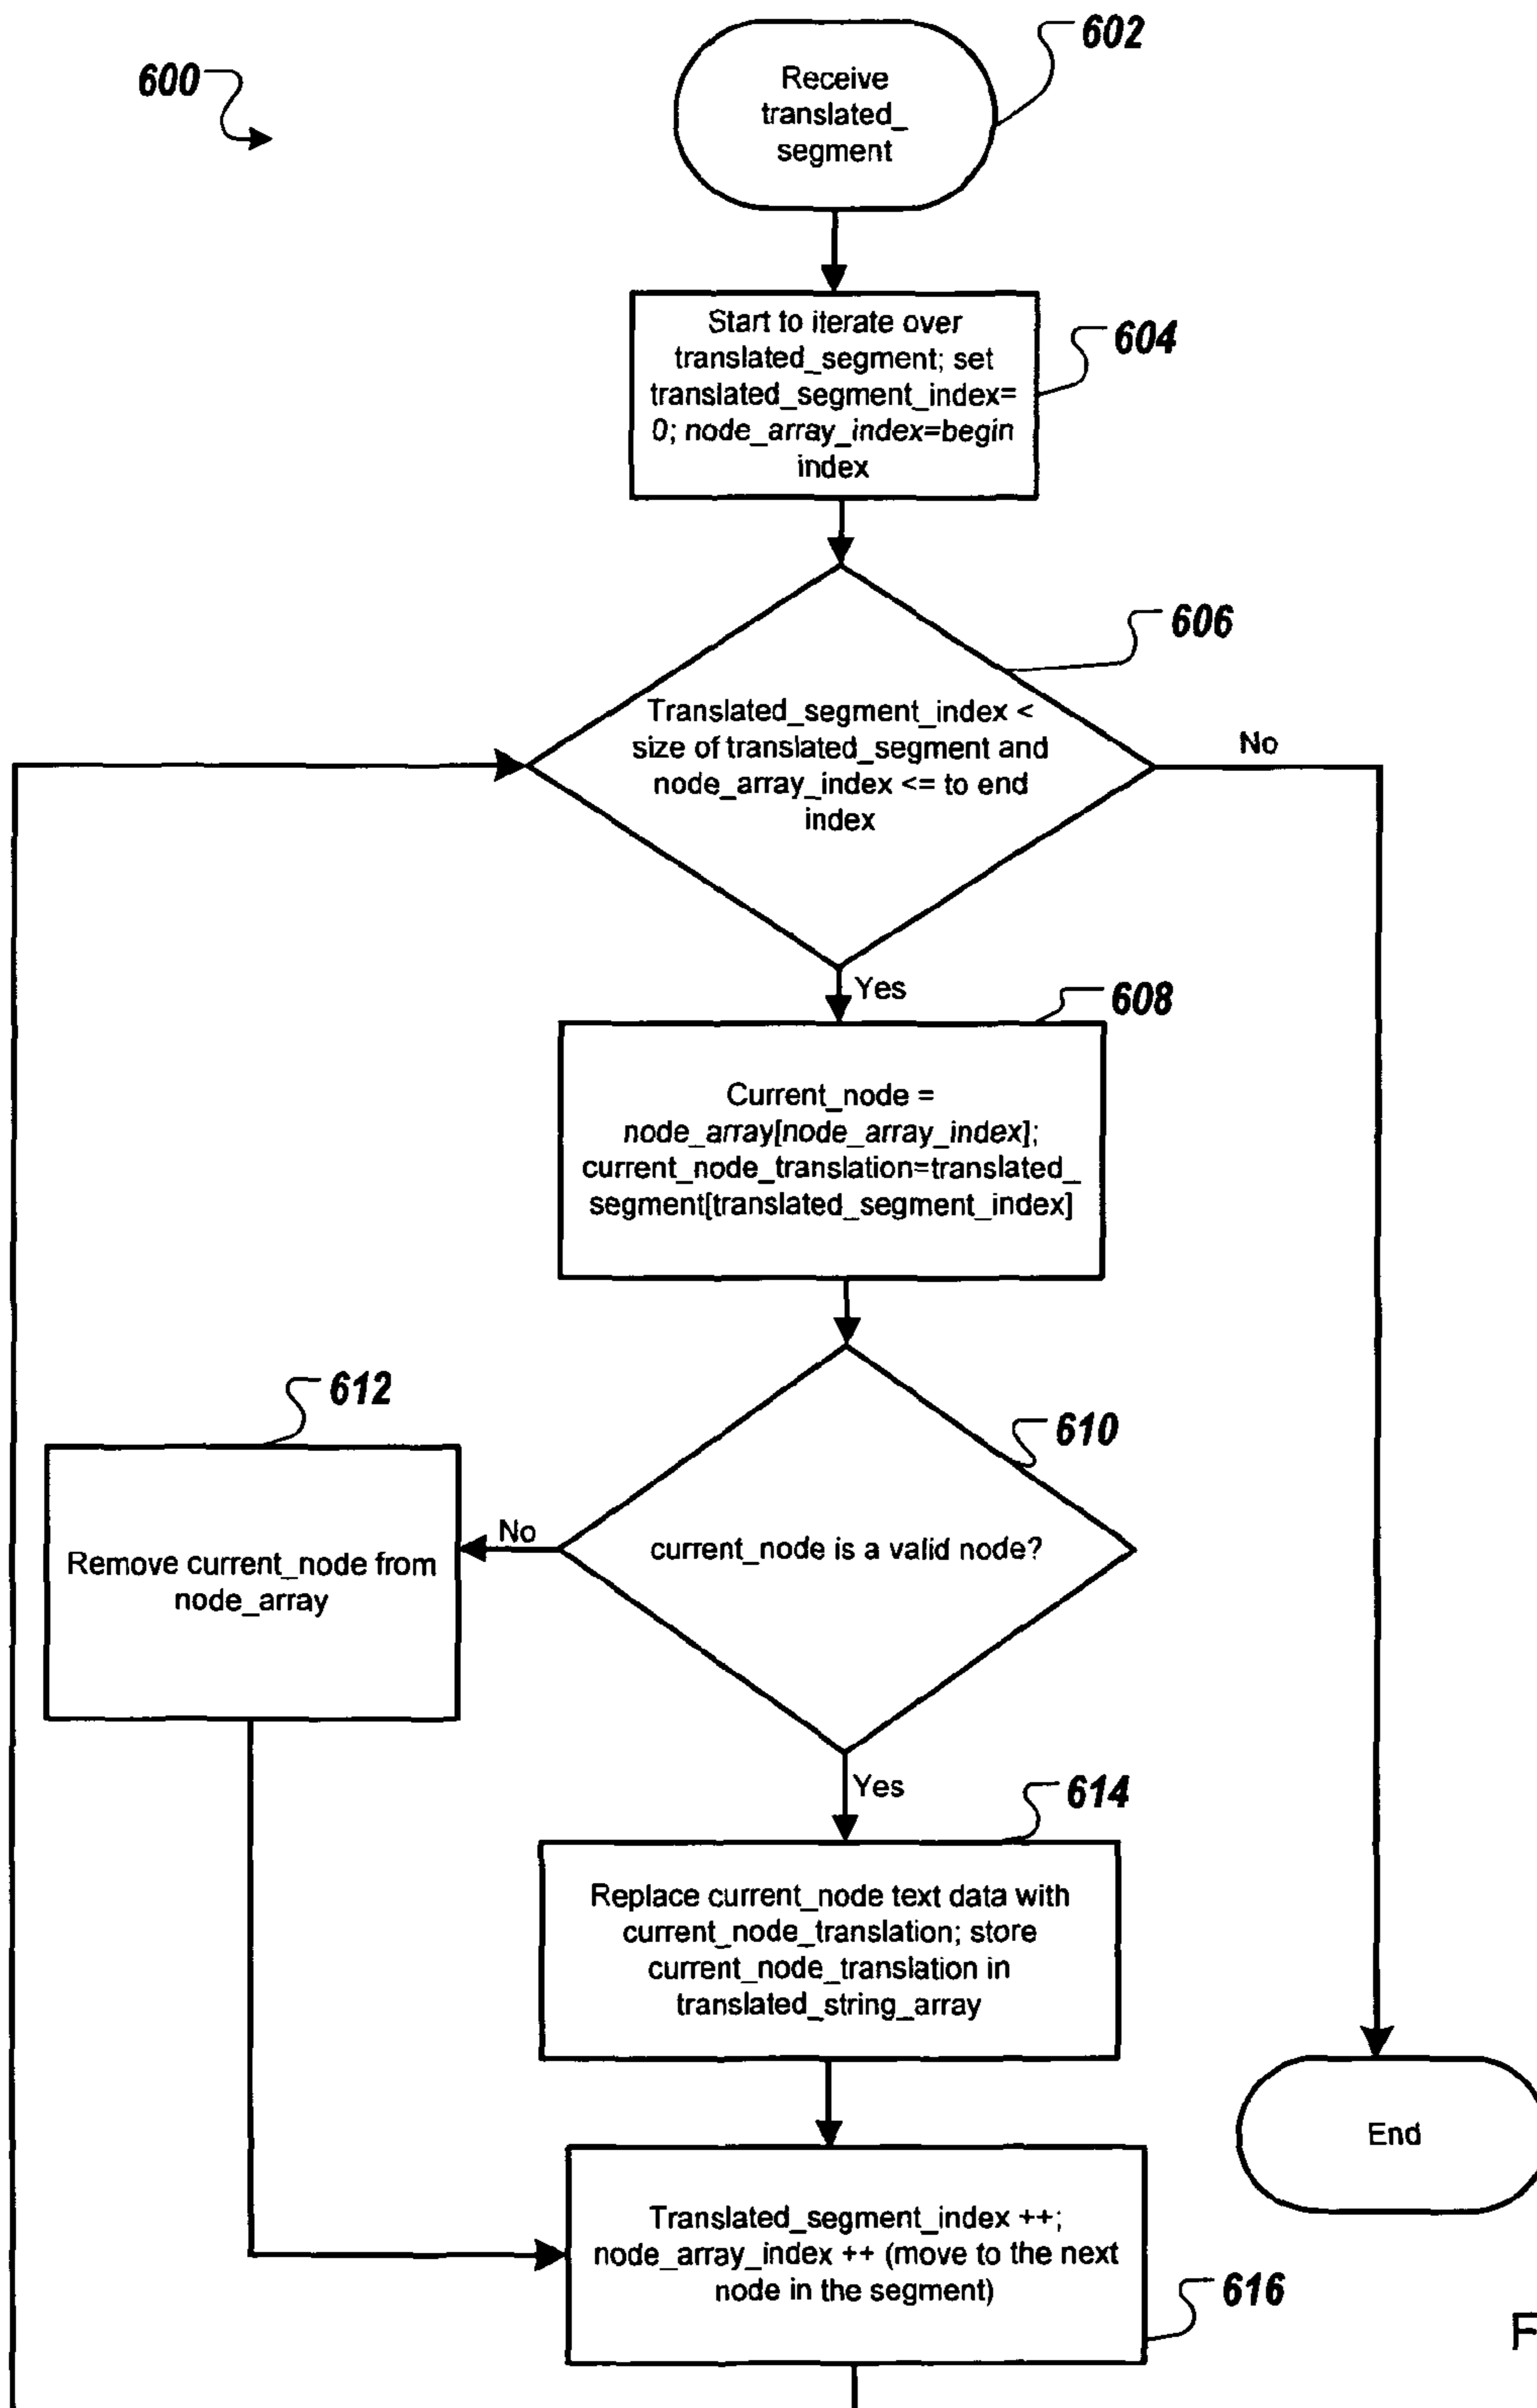 600
602
Receive
translated_
segment
604
Start to iterate over
translated_segment; set
translated_segment_index=
0; node_array_index=begin
index
606
Translated_segment_index <
size of translated_segment and
node_array_index <= to end
index
No
Yes
608
Current_node =
node_array[node_array_index];
current_node_translation=translated_
segment[translated_segment_index]
612
610
No
current_node is a valid node?
Remove current_node from
node_array
Yes
614
Replace current_node text data with
current_node_translation; store
current_node_translation in
translated_string_array
End
Translated_segment_index ++;
node_array_index ++ (move to the next
node in the segment)
616
F